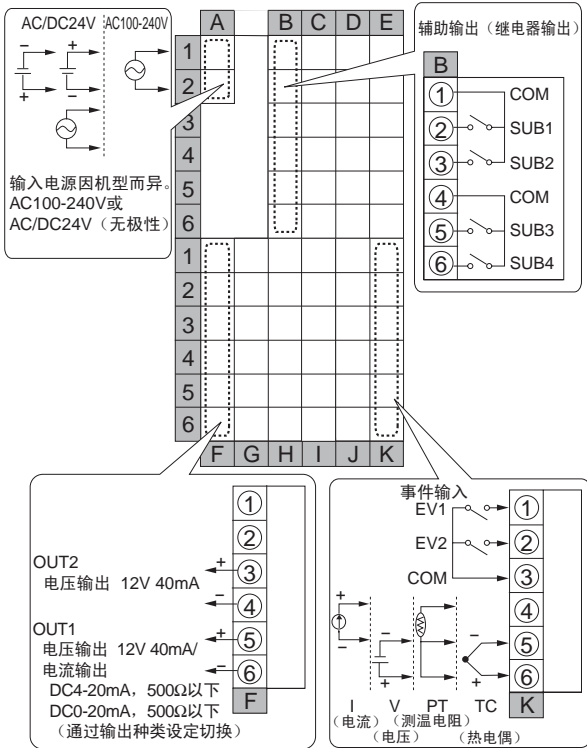 AC/DC24V AC100-240V
− + + −
输入电源因机型而异。
AC100-240V或
AC/DC24V（无极性）
A B C D E
1
2
3
4
5
6
1
2
3
4
5
6
F G H I J K
辅助输出（继电器输出）
B
① COM
② SUB1
③ SUB2
④ COM
⑤ SUB3
⑥ SUB4
①
②
OUT2 + ③
电压输出 12V 40mA
− ④
OUT1 + ⑤
电压输出 12V 40mA/
电流输出 − ⑥
DC4-20mA，500Ω以下 F
DC0-20mA，500Ω以下
（通过输出种类设定切换）
事件输入
EV1 ①
EV2 ②
COM ③
④
+ − − ⑤
− + + ⑥
I V PT TC K
（电流）（测温电阻）
（电压） （热电偶）